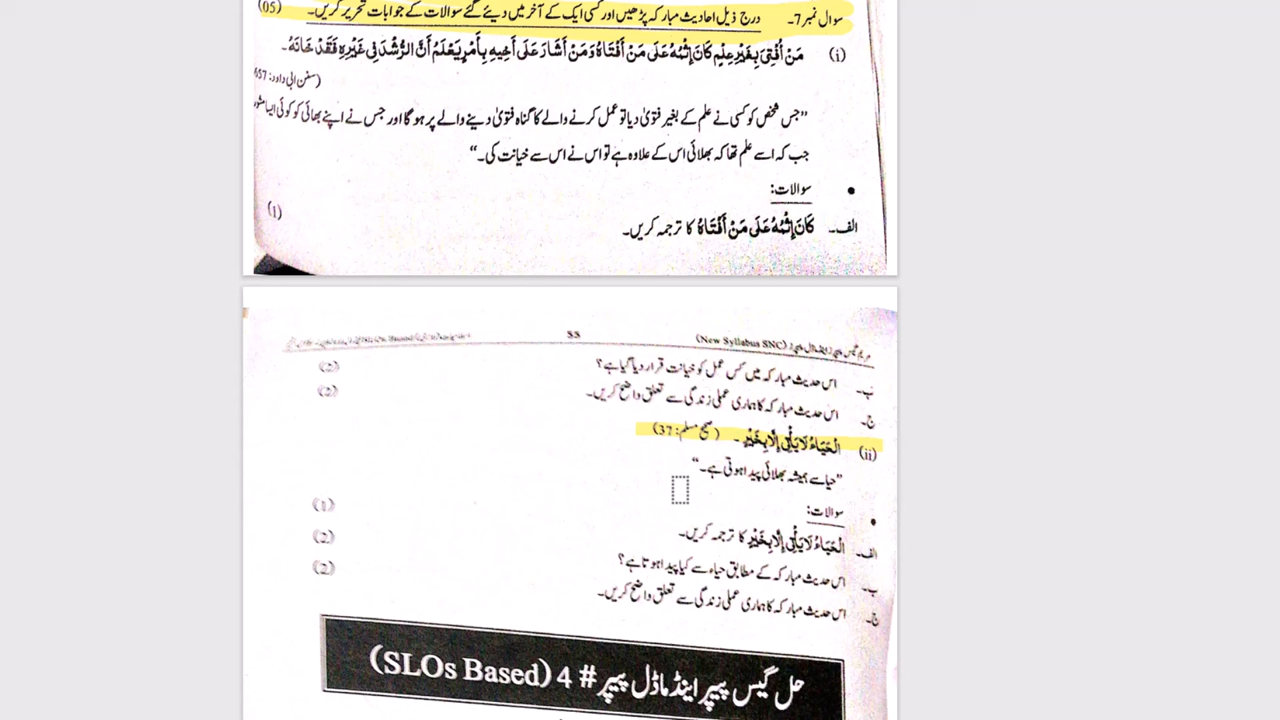 سوال نمبر 7۔ درج ذیل احادیث مبارکہ پڑھیں اور کسی ایک کے آخر میں دیئے گئے سوالات کے جوابات تحریر کریں۔ (05)
(i) مَنْ اُفْتِیَ بِغَیْرِ عِلْمٍ کَانَ اِثْمُهُ عَلٰی مَنْ اَفْتَاهُ وَمَنْ اَشَارَ عَلٰی اَخِیهِ بِأَمْرٍ یَعْلَمُ أَنَّ الرُّشْدَ فِی غَیْرِهِ فَقَدْ خَانَهُ۔
(سنن ابی داود: 657
”جس شخص کو کسی نے علم کے بغیر فتویٰ دیا تو عمل کرنے والے کا گناہ فتویٰ دینے والے پر ہوگا اور جس نے اپنے بھائی کو کوئی ایسا
جب کہ اسے علم تھا کہ بھلائی اس کے علاوہ ہے تو اس نے اس سے خیانت کی۔“
• سوالات:
الف۔ کَانَ اِثْمُهُ عَلٰی مَنْ اَفْتَاهُ کا ترجمہ کریں۔ (1)
(New Syllabus SNC) 55
ب۔ اس حدیث مبارکہ میں کس عمل کو خیانت قرار دیا گیا ہے؟ (2)
ج۔ اس حدیث مبارکہ کا ہماری عملی زندگی سے تعلق واضح کریں۔ (2)
(ii) اَلْحَیَاءُ لَا یَأْتِی اِلَّا بِخَیْرٍ۔ (صحیح مسلم: 37)
”حیا سے ہمیشہ بھلائی پیدا ہوتی ہے۔“
• سوالات:
الف۔ اَلْحَیَاءُ لَا یَأْتِی اِلَّا بِخَیْرٍ کا ترجمہ کریں۔ (1)
ب۔ اس حدیث مبارکہ کے مطابق حیاء سے کیا پیدا ہوتا ہے؟ (2)
ج۔ اس حدیث مبارکہ کا ہماری عملی زندگی سے تعلق واضح کریں۔ (2)
حل گیس پیپر اینڈ ماڈل پیپر # 4 (SLOs Based)